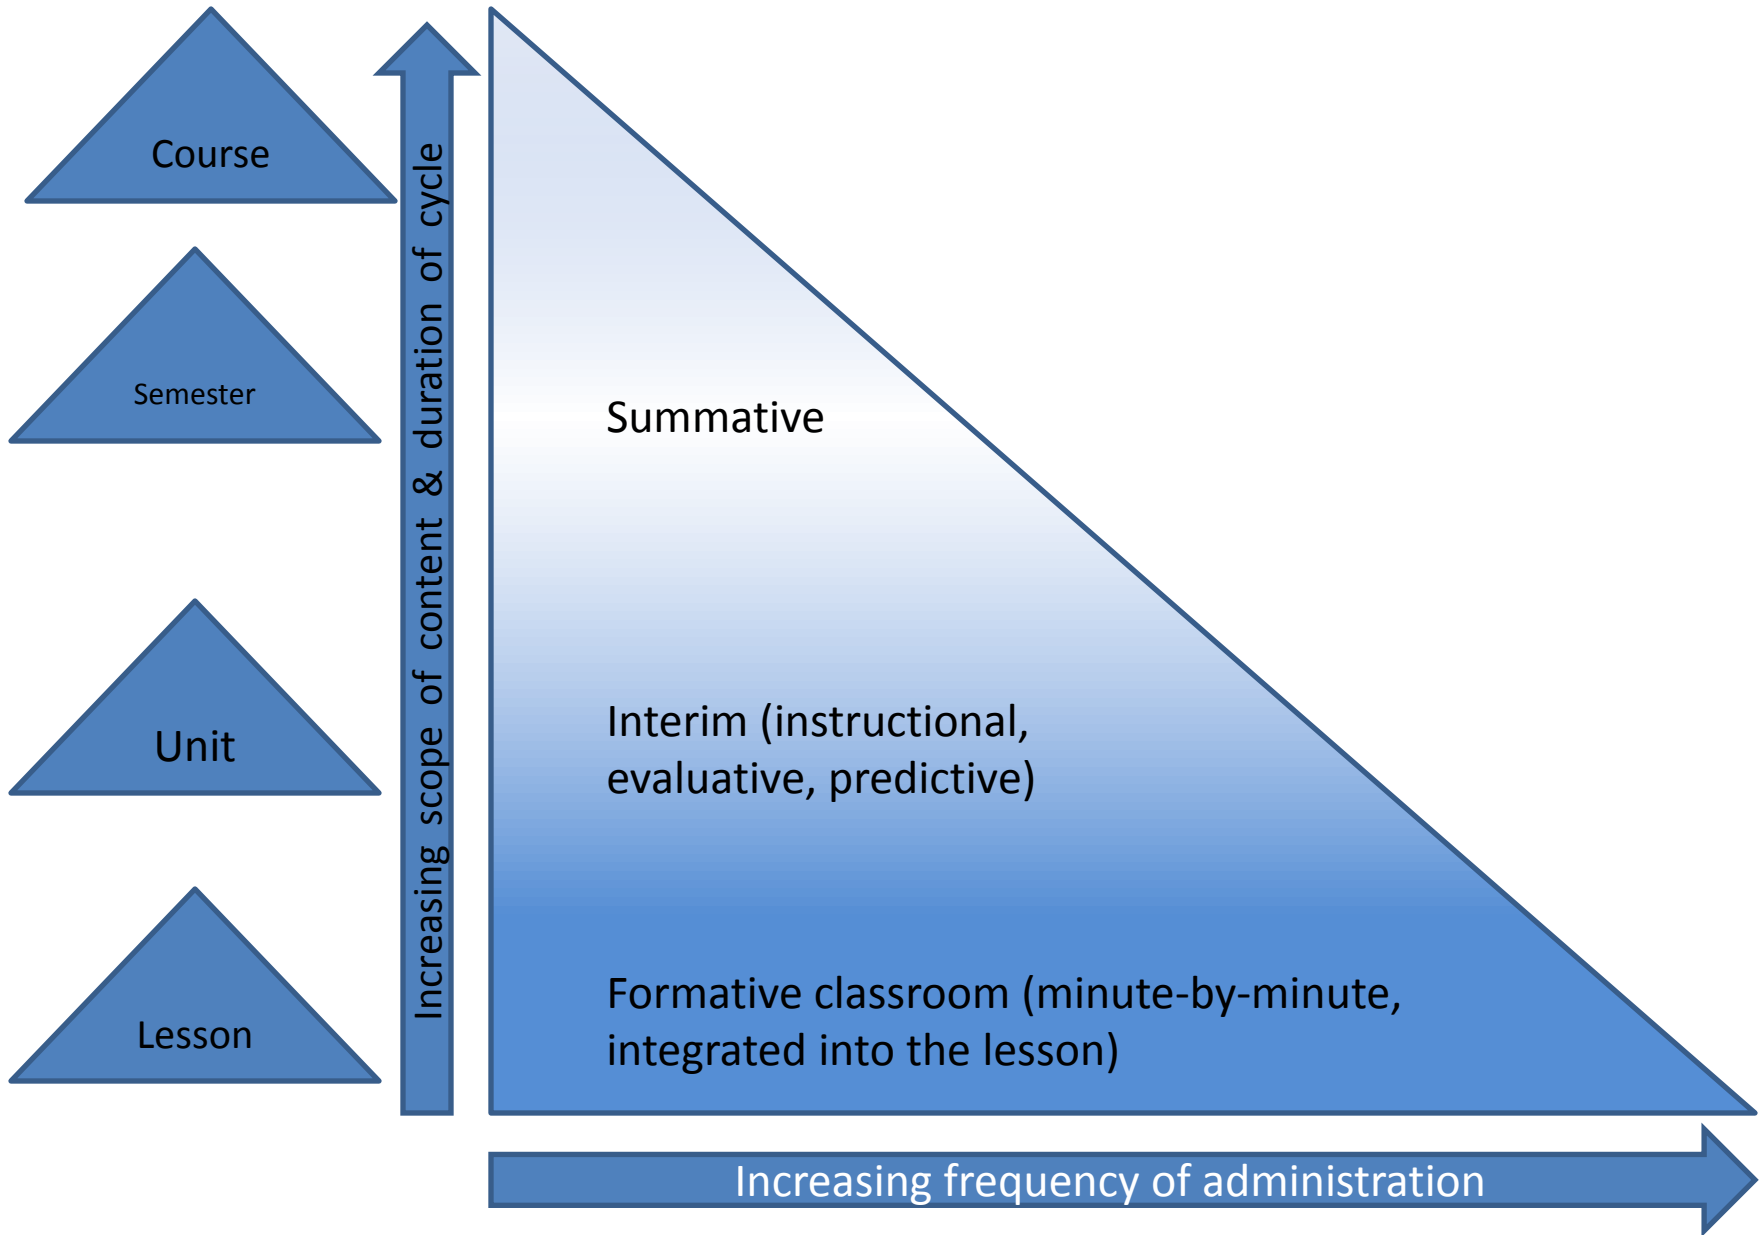 Course
Semester
Unit
Lesson
Increasing scope of content & duration of cycle
Summative
Interim (instructional,
evaluative, predictive)
Formative classroom (minute-by-minute,
integrated into the lesson)
Increasing frequency of administration